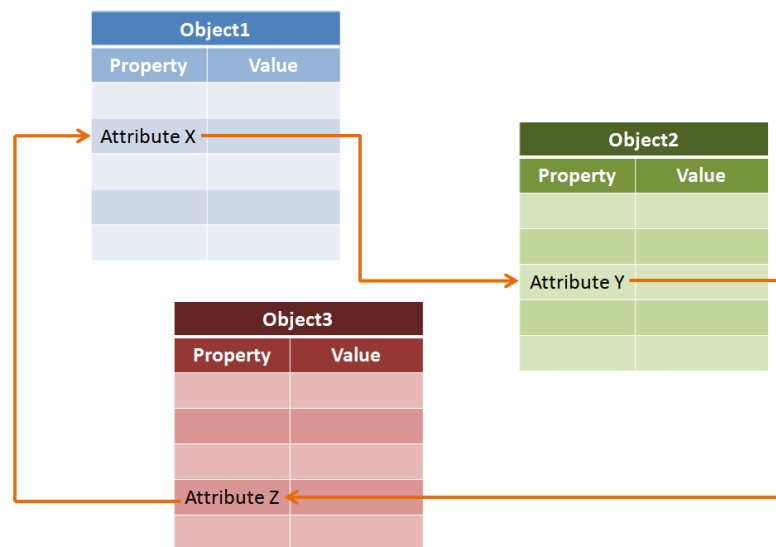 Object1
Property Value
Attribute X
Object2
Property Value
Attribute Y
Object3
Property Value
Attribute Z